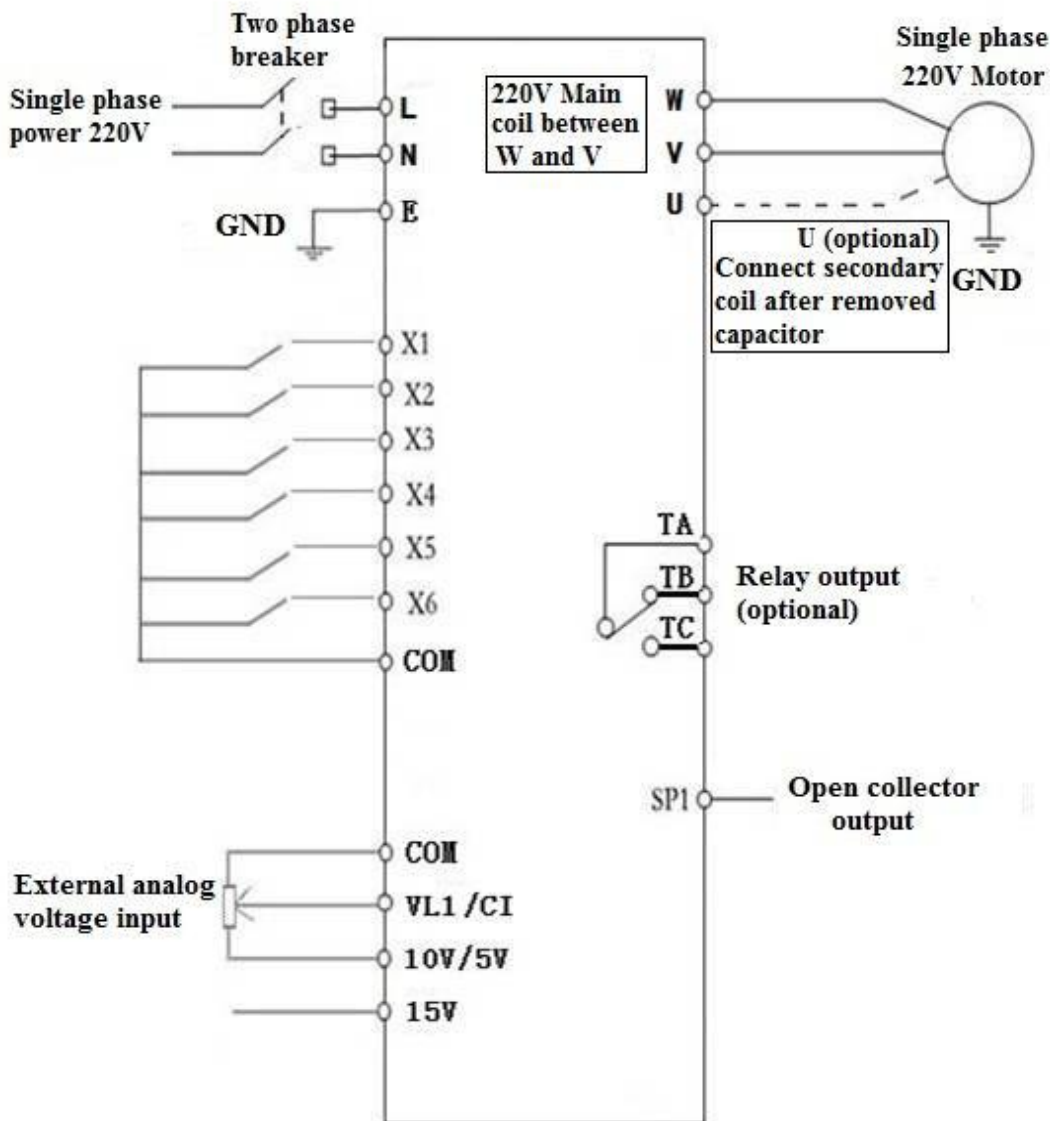 Two phase
breaker
Single phase
power 220V
L
N
E
GND
220V Main
coil between
W and V
W
V
U
Single phase
220V Motor
U (optional)
Connect secondary
coil after removed
capacitor
GND
X1
X2
X3
X4
X5
X6
COM
TA
TB
TC
Relay output
(optional)
SP1
Open collector
output
External analog
voltage input
COM
VL1/CI
10V/5V
15V